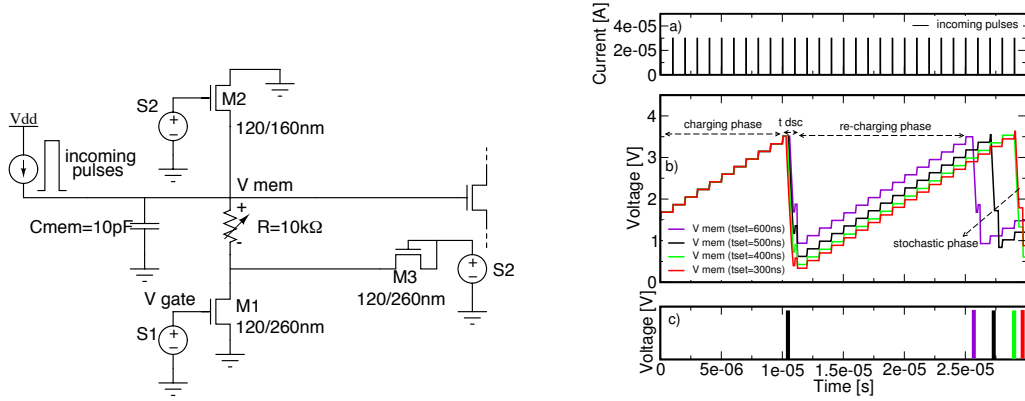 Vdd
incoming
pulses
S2
M2
120/160nm
V mem
+
Cmem=10pF
R=10kΩ
-
M3
120/260nm
S2
V gate
M1
120/260nm
S1
a)
incoming pulses
Current [A]
4e-05
2e-05
0
b)
charging phase
t dsc
re-charging phase
stochastic phase
V mem (tset=600ns)
V mem (tset=500ns)
V mem (tset=400ns)
V mem (tset=300ns)
Voltage [V]
4
3
2
1
0
c)
Voltage [V]
0
5e-06
1e-05
1.5e-05
2e-05
2.5e-05
Time [s]